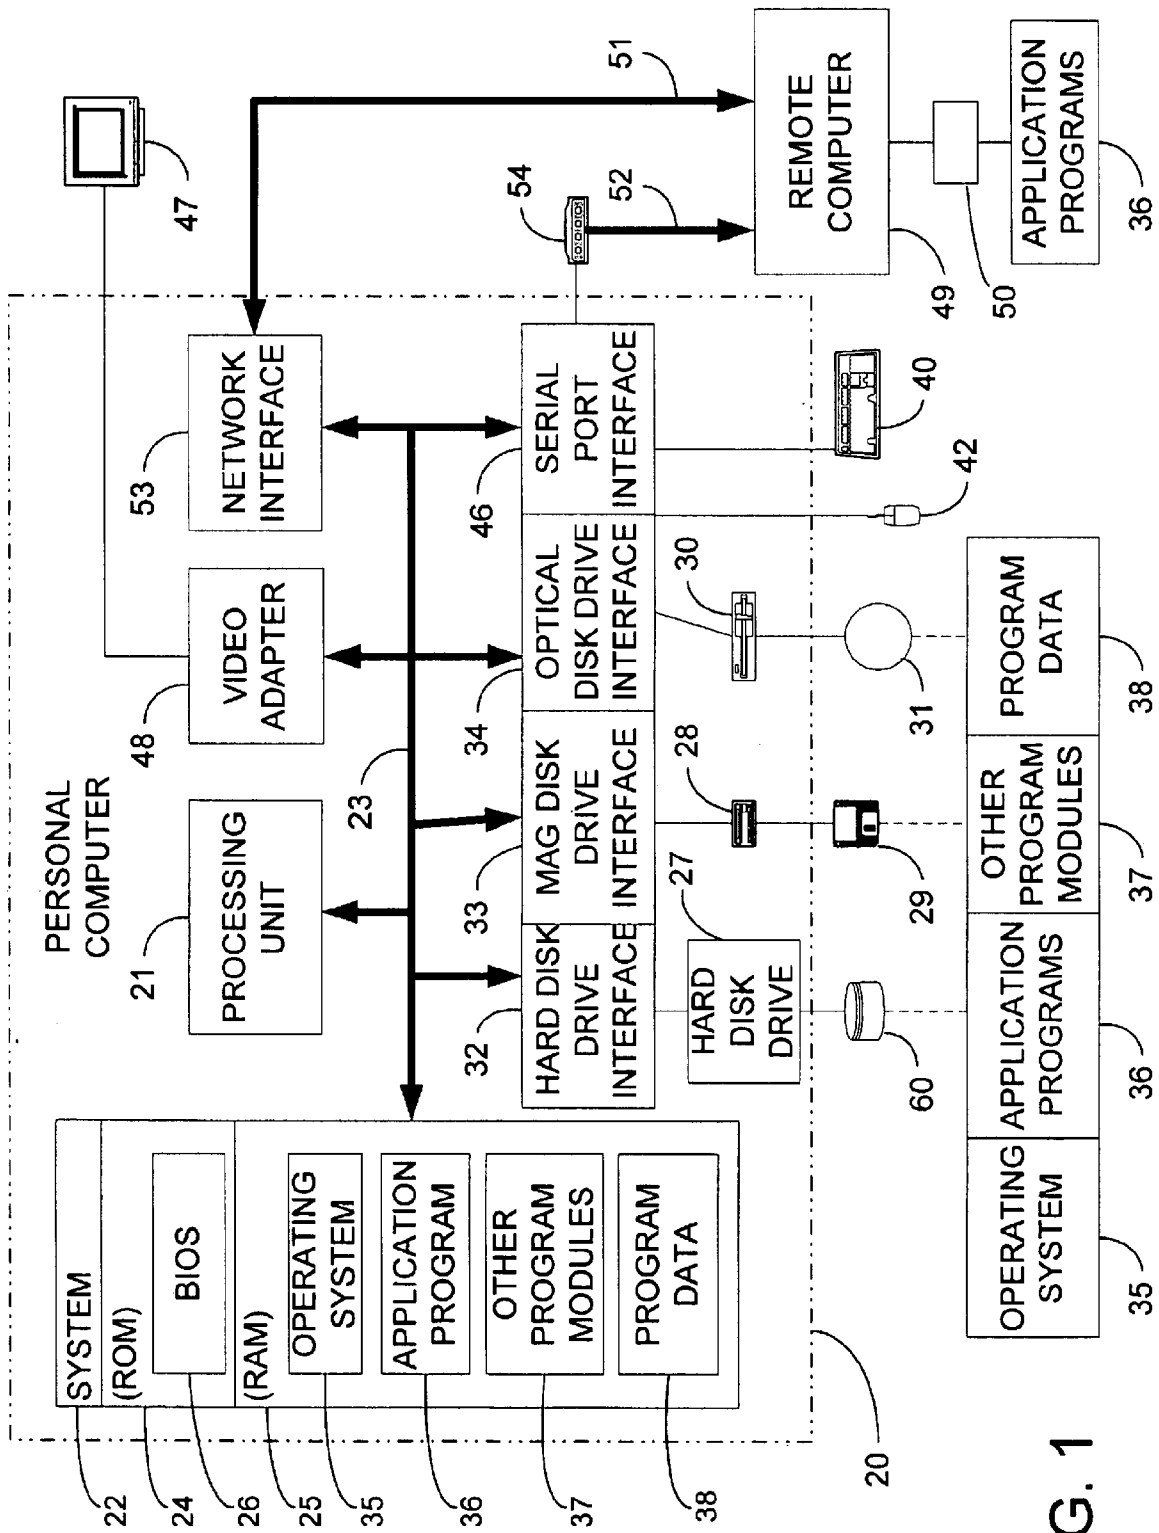 PERSONAL
COMPUTER
47
22
SYSTEM
24
(ROM)
26
BIOS
25
(RAM)
35
OPERATING
SYSTEM
36
APPLICATION
PROGRAM
37
OTHER
PROGRAM
MODULES
38
PROGRAM
DATA
21
PROCESSING
UNIT
48
VIDEO
ADAPTER
53
NETWORK
INTERFACE
23
32
HARD DISK
DRIVE
INTERFACE
33
MAG DISK
DRIVE
INTERFACE
34
OPTICAL
DISK DRIVE
INTERFACE
46
SERIAL
PORT
INTERFACE
54
52
51
27
HARD
DISK
DRIVE
28
30
20
60
29
31
42
40
REMOTE
COMPUTER
49
50
APPLICATION
PROGRAMS
36
OPERATING
SYSTEM
35
APPLICATION
PROGRAMS
36
OTHER
PROGRAM
MODULES
37
PROGRAM
DATA
38
G. 1